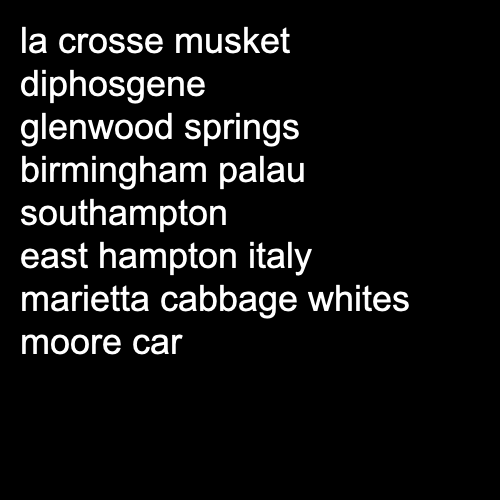 la crosse musket
diphosgene
glenwood springs
birmingham palau
southampton
east hampton italy
marietta cabbage whites
moore car